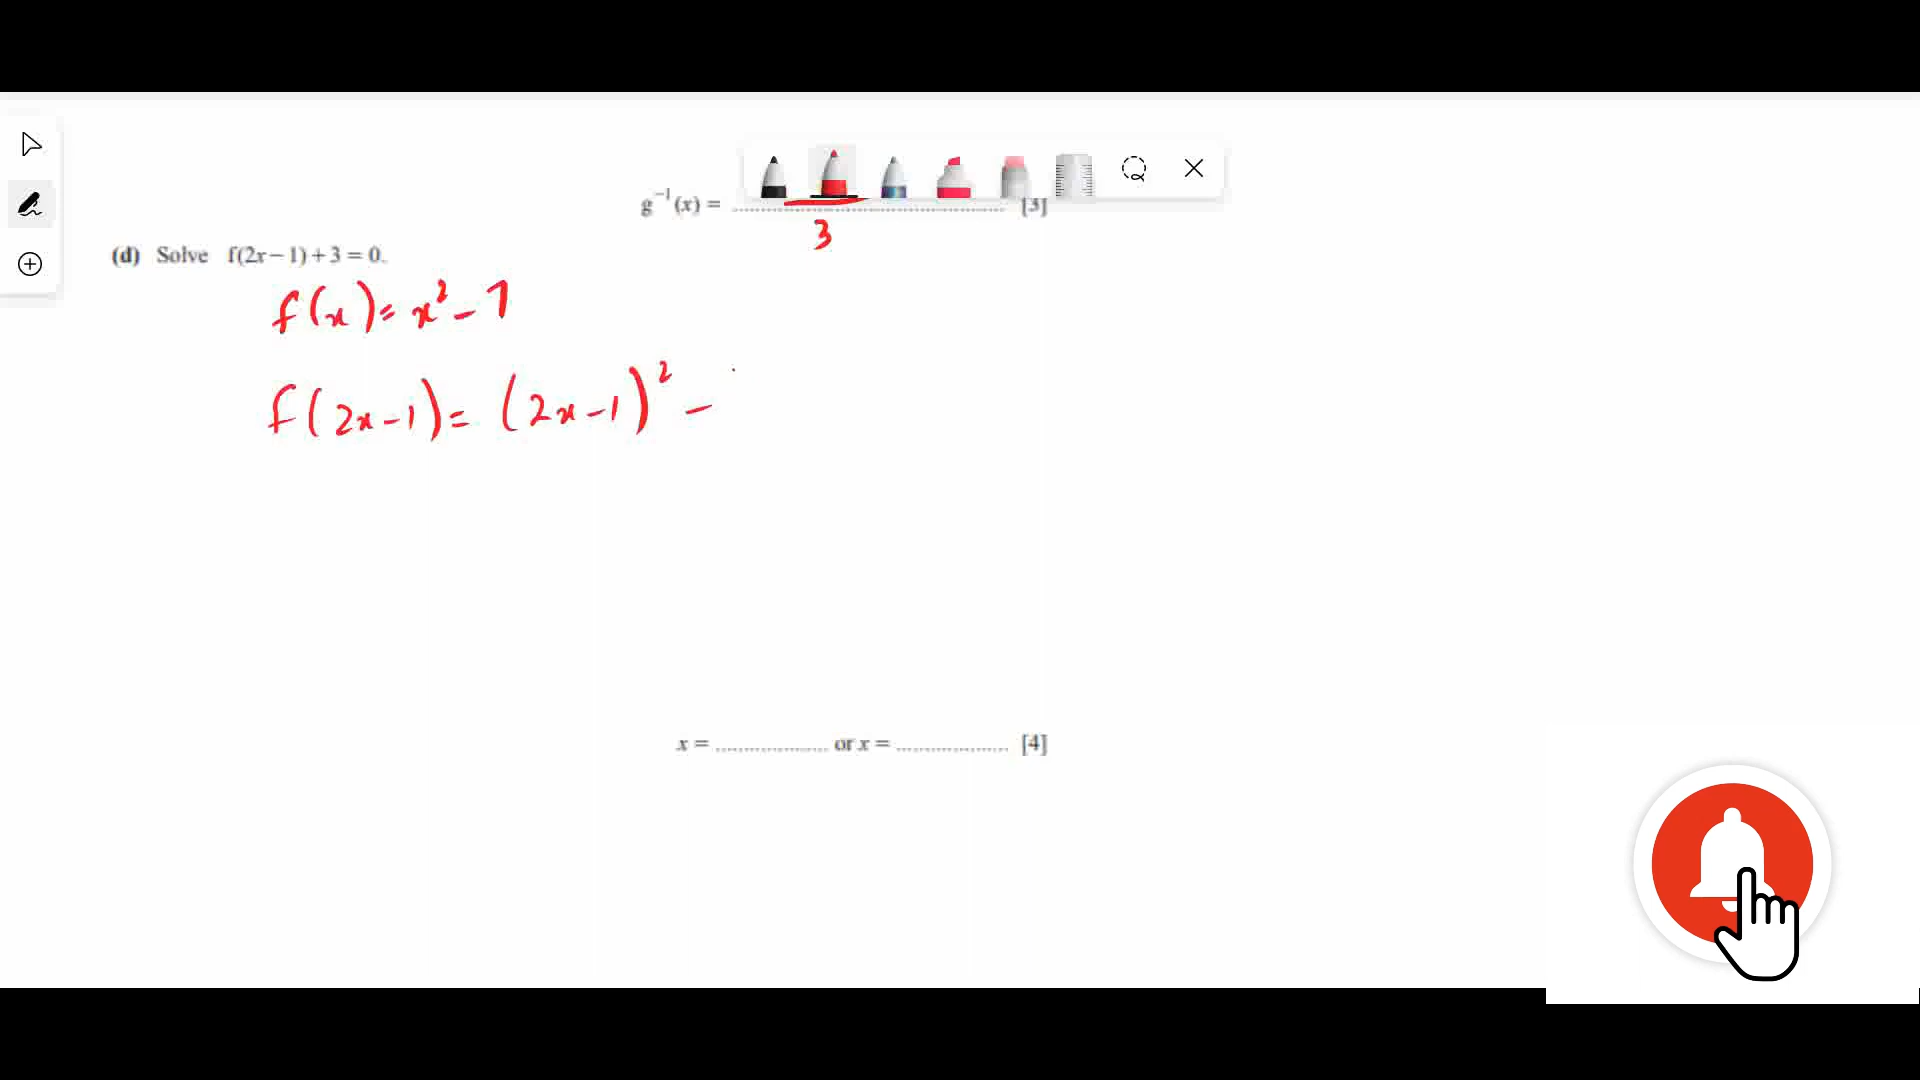 g⁻¹(x) = ........................ [3]
3
(d) Solve f(2x − 1) + 3 = 0.
f(x) = x² - 7
f(2x-1) = (2x-1)² -
x = .................... or x = .................... [4]